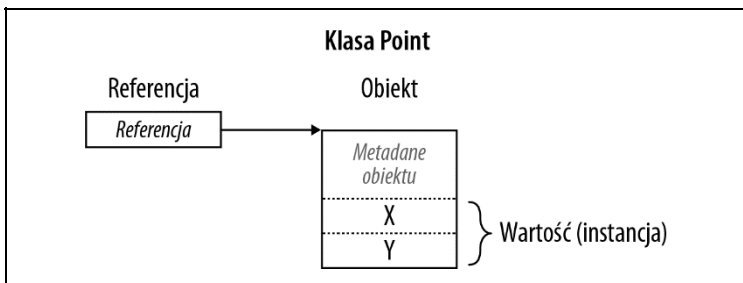 Klasa Point
Referencja
Obiekt
Referencja
Metadane
obiektu
X
Y
Wartość (instancja)